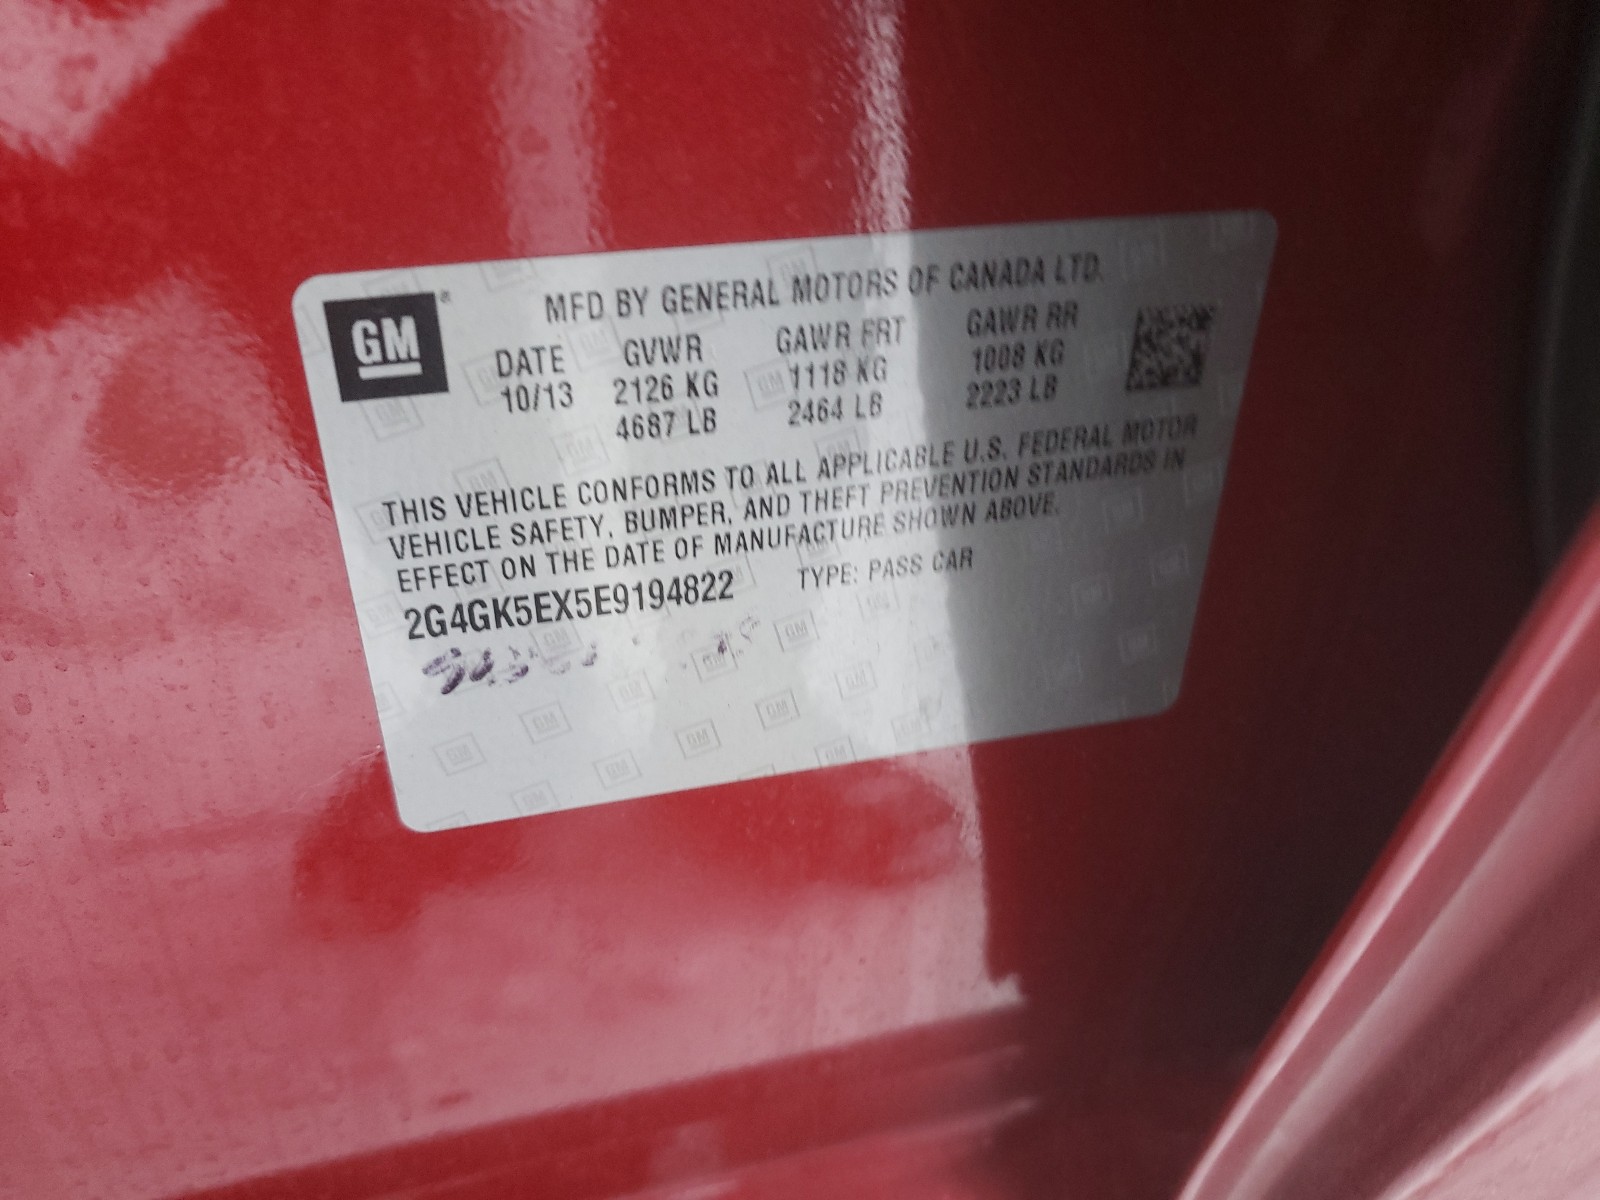 GM®
MFD BY GENERAL MOTORS OF CANADA LTD.
DATE GVWR GAWR FRT GAWR RR
10/13 2126 KG 1118 KG 1008 KG
4687 LB 2464 LB 2223 LB
THIS VEHICLE CONFORMS TO ALL APPLICABLE U.S. FEDERAL MOTOR
VEHICLE SAFETY, BUMPER, AND THEFT PREVENTION STANDARDS IN
EFFECT ON THE DATE OF MANUFACTURE SHOWN ABOVE.
2G4GK5EX5E9194822 TYPE: PASS CAR